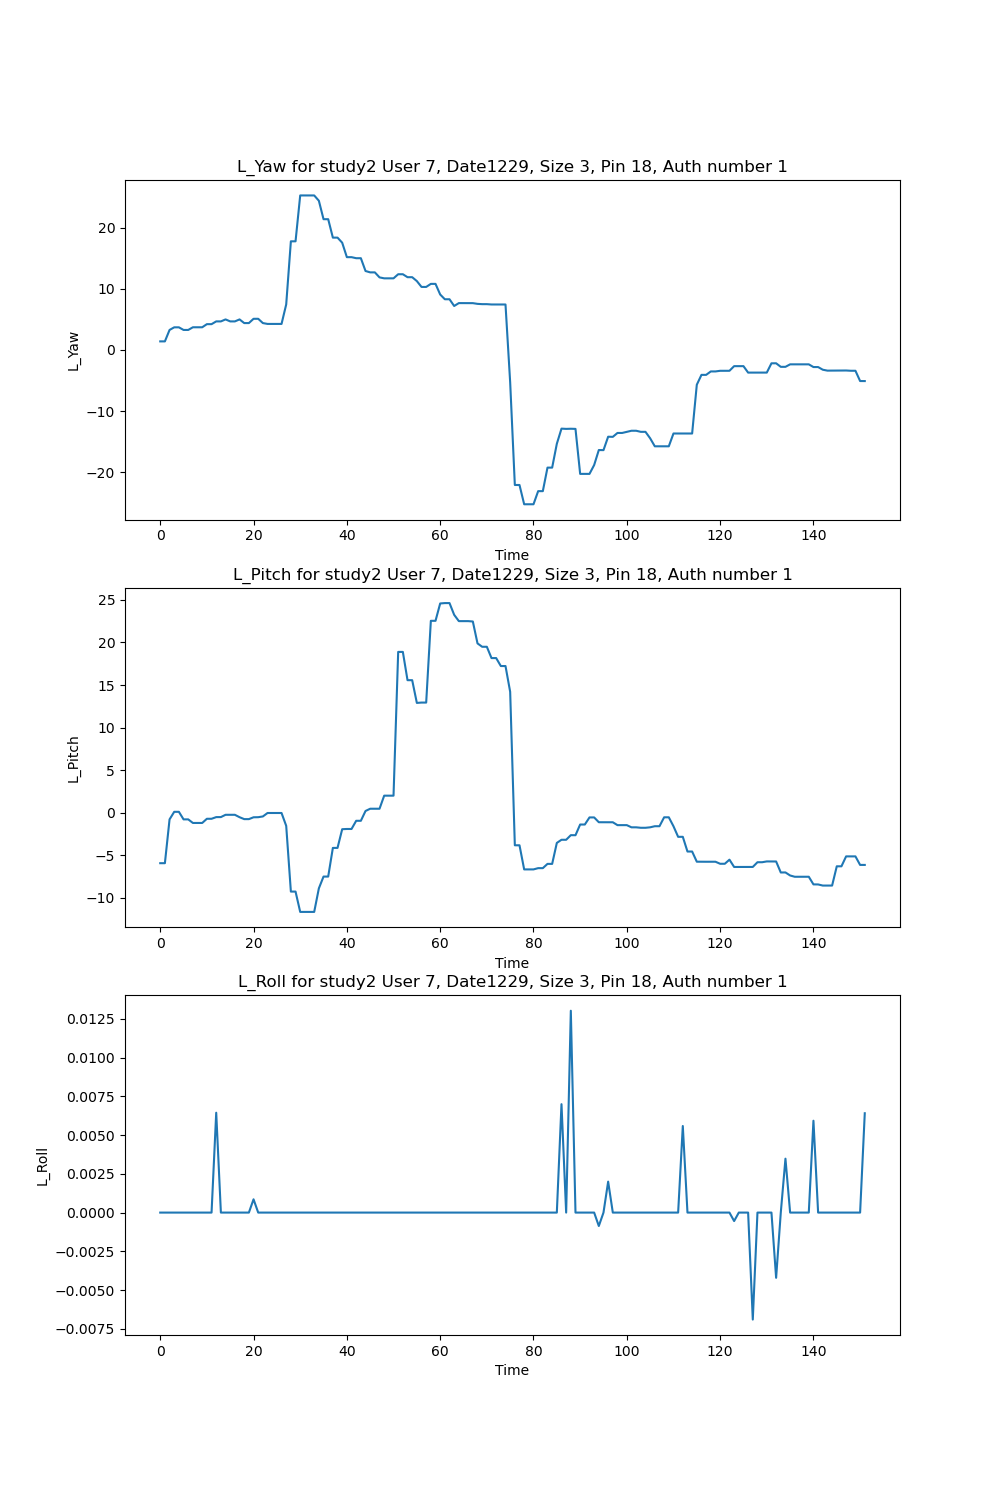 L_Yaw for study2 User 7, Date1229, Size 3, Pin 18, Auth number 1
20
10
0
−10
−20
L_Yaw
0 20 40 60 80 100 120 140
Time
L_Pitch for study2 User 7, Date1229, Size 3, Pin 18, Auth number 1
25
20
15
10
5
0
−5
−10
L_Pitch
0 20 40 60 80 100 120 140
Time
L_Roll for study2 User 7, Date1229, Size 3, Pin 18, Auth number 1
0.0125
0.0100
0.0075
0.0050
0.0025
0.0000
−0.0025
−0.0050
−0.0075
L_Roll
0 20 40 60 80 100 120 140
Time